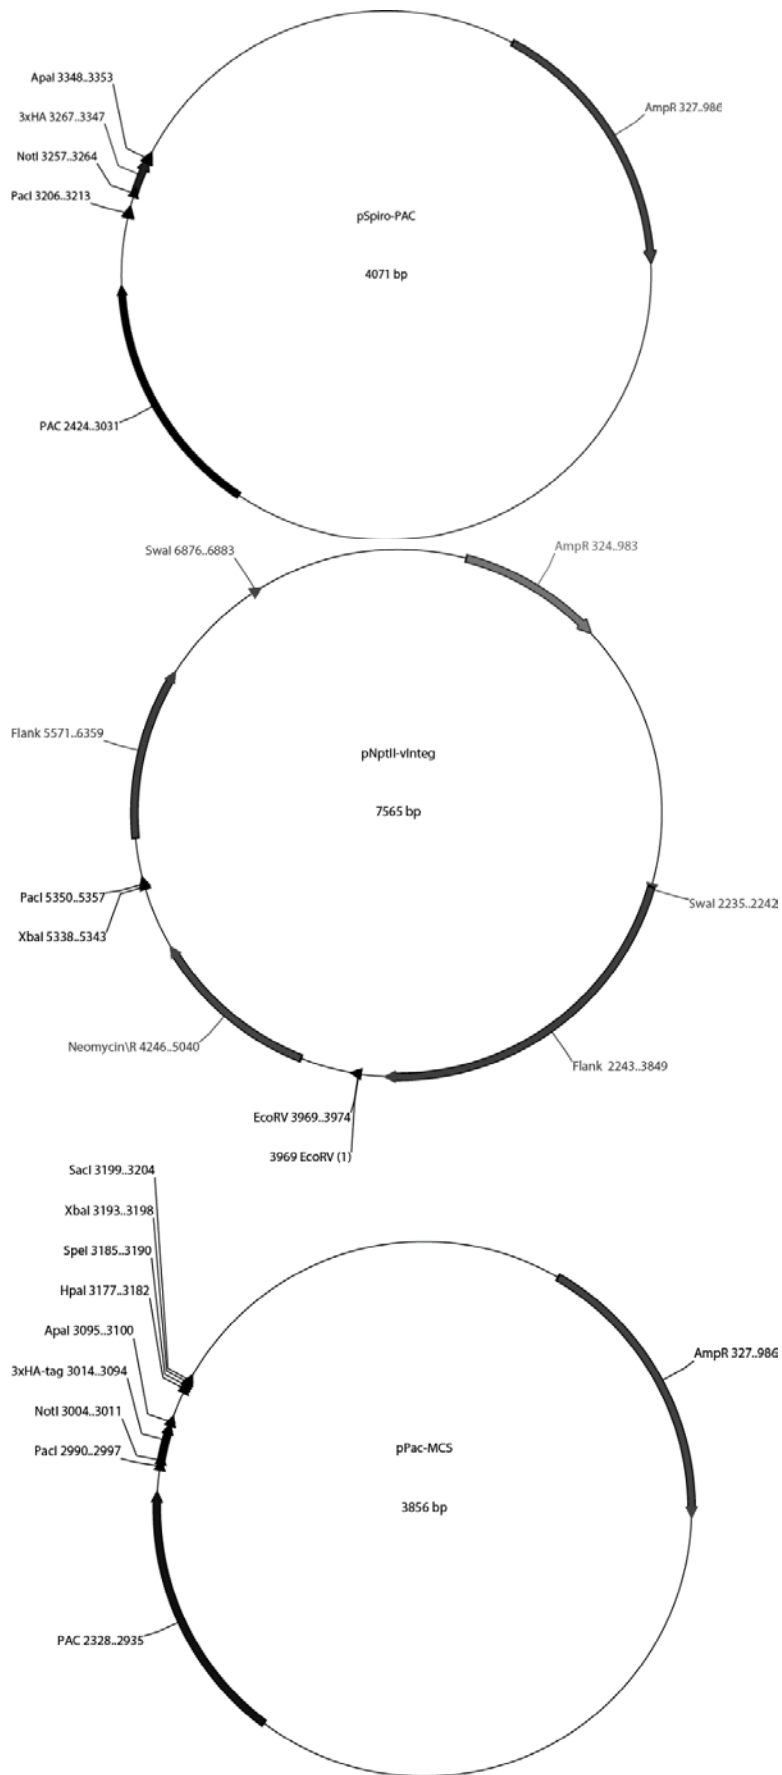 ApaI 3348..3353
3xHA 3267..3347
NotI 3257..3264
PacI 3206..3213
AmpR 327..986
pSpiro-PAC
4071 bp
PAC 2424..3031
SwaI 6876..6883
AmpR 324..983
Flank 5571..6359
pNptII-vInteg
7565 bp
PacI 5350..5357
XbaI 5338..5343
SwaI 2235..2242
Neomycin\R 4246..5040
Flank 2243..3849
EcoRV 3969..3974
3969 EcoRV (1)
SacI 3199..3204
XbaI 3193..3198
SpeI 3185..3190
HpaI 3177..3182
ApaI 3095..3100
3xHA-tag 3014..3094
NotI 3004..3011
PacI 2990..2997
AmpR 327..986
pPac-MCS
3856 bp
PAC 2328..2935